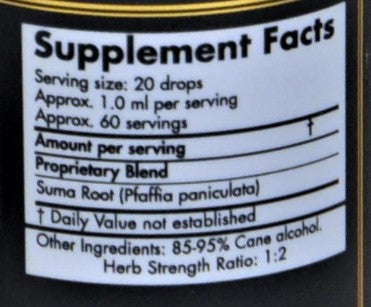 Supplement Facts
Serving size: 20 drops
Approx. 1.0 ml per serving
Approx. 60 servings
Amount per serving †
Proprietary Blend
Suma Root (Pfaffia paniculata)
† Daily Value not established
Other Ingredients: 85-95% Cane alcohol.
Herb Strength Ratio: 1:2